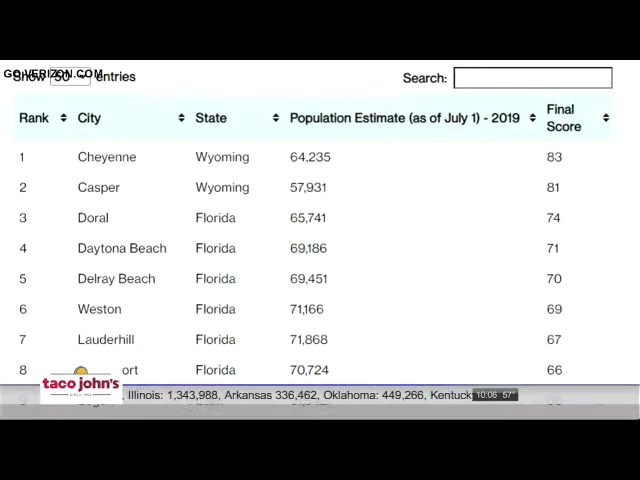 GO.VERIZON.COM
Show 50 entries
Search:
Rank City State Population Estimate (as of July 1) - 2019 Final Score
1 Cheyenne Wyoming 64,235 83
2 Casper Wyoming 57,931 81
3 Doral Florida 65,741 74
4 Daytona Beach Florida 69,186 71
5 Delray Beach Florida 69,451 70
6 Weston Florida 71,166 69
7 Lauderhill Florida 71,868 67
8 ort Florida 70,724 66
taco john's
. Illinois: 1,343,988, Arkansas 336,462, Oklahoma: 449,266, Kentuck
10:06 57°